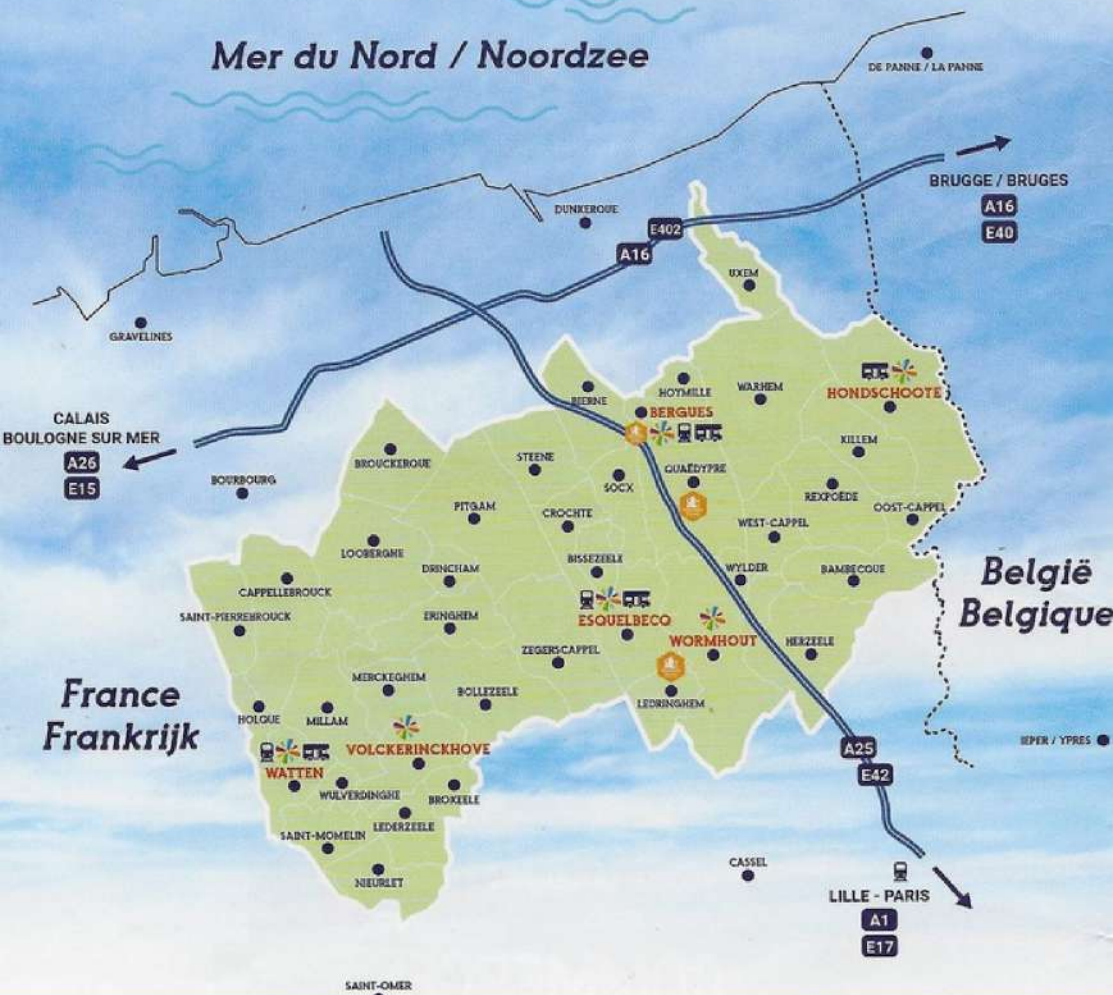 Mer du Nord / Noordzee
DE PANNE / LA PANNE
BRUGGE / BRUGES
A16
E40
DUNKERQUE
E402
A16
UXEM
GRAVELINES
CALAIS
BOULOGNE SUR MER
A26
E15
BOURBOURG
BIERNE
HOYMILLE
WARHEM
HONDSCHOOTE
BERGUES
BROUCKERQUE
STEENE
SOCX
QUAËDYPRE
KILLEM
REXPOËDE
OOST-CAPPEL
PITGAM
CROCHTE
WEST-CAPPEL
LOOBERGHE
DRINCHAM
BISSEZEELE
WYLDER
BAMBECQUE
CAPPELLEBROUCK
SAINT-PIERREBROUCK
ERINGHEM
ESQUELBECQ
WORMHOUT
HERZEELE
België
Belgique
ZEGERSCAPPEL
MERCKEGHEM
BOLLEZEELE
LEDRINGHEM
France
Frankrijk
HOLQUE
MILLAM
VOLCKERINCKHOVE
WATTEN
WULVERDINGHE
BROXEELE
LEDERZEELE
SAINT-MOMELIN
NIEURLET
A25
E42
IEPER / YPRES
CASSEL
LILLE - PARIS
A1
E17
SAINT-OMER